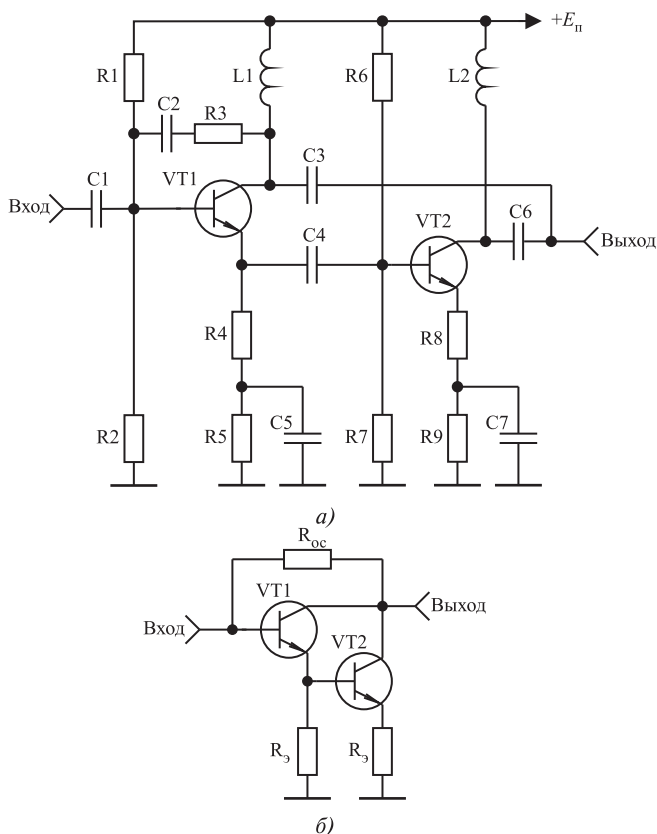 +Eп
R1
L1
R6
L2
C2
R3
C1
VT1
C3
Вход
VT2
C6
Выход
C4
R4
R8
R2
R5
C5
R7
R9
C7
а)
Rос
VT1
Вход
Выход
VT2
Rэ
Rэ
б)